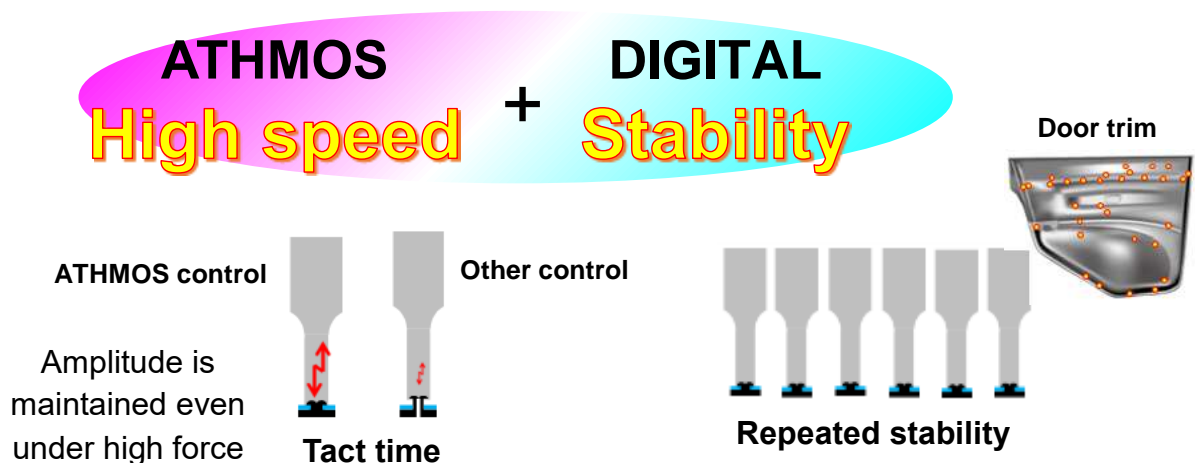 ATHMOS
High speed
+
DIGITAL
Stability
Door trim
ATHMOS control
Other control
Amplitude is
maintained even
under high force
Tact time
Repeated stability